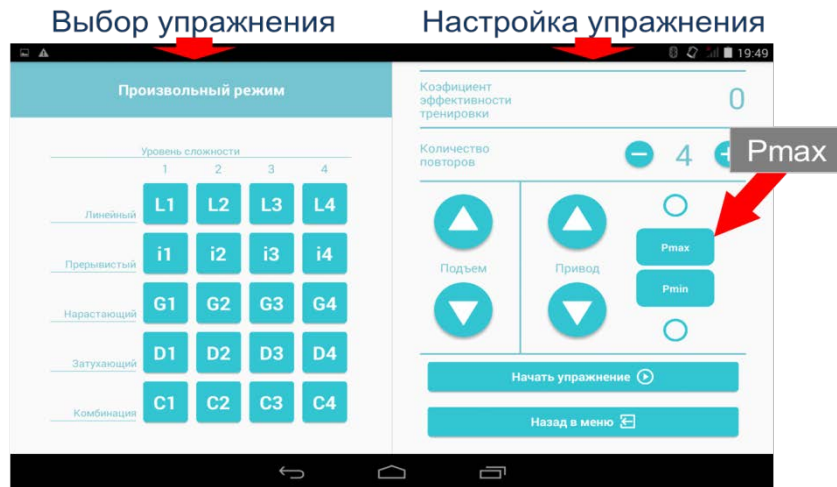 Выбор упражнения
Настройка упражнения
19:49
Произвольный режим
Уровень сложности
1 2 3 4
Линейный L1 L2 L3 L4
Прерывистый i1 i2 i3 i4
Нарастающий G1 G2 G3 G4
Затухающий D1 D2 D3 D4
Комбинация C1 C2 C3 C4
Коэфициент
эффективности
тренировки
0
Количество
повторов
4
Pmax
Подъем
Привод
Pmax
Pmin
Начать упражнение
Назад в меню